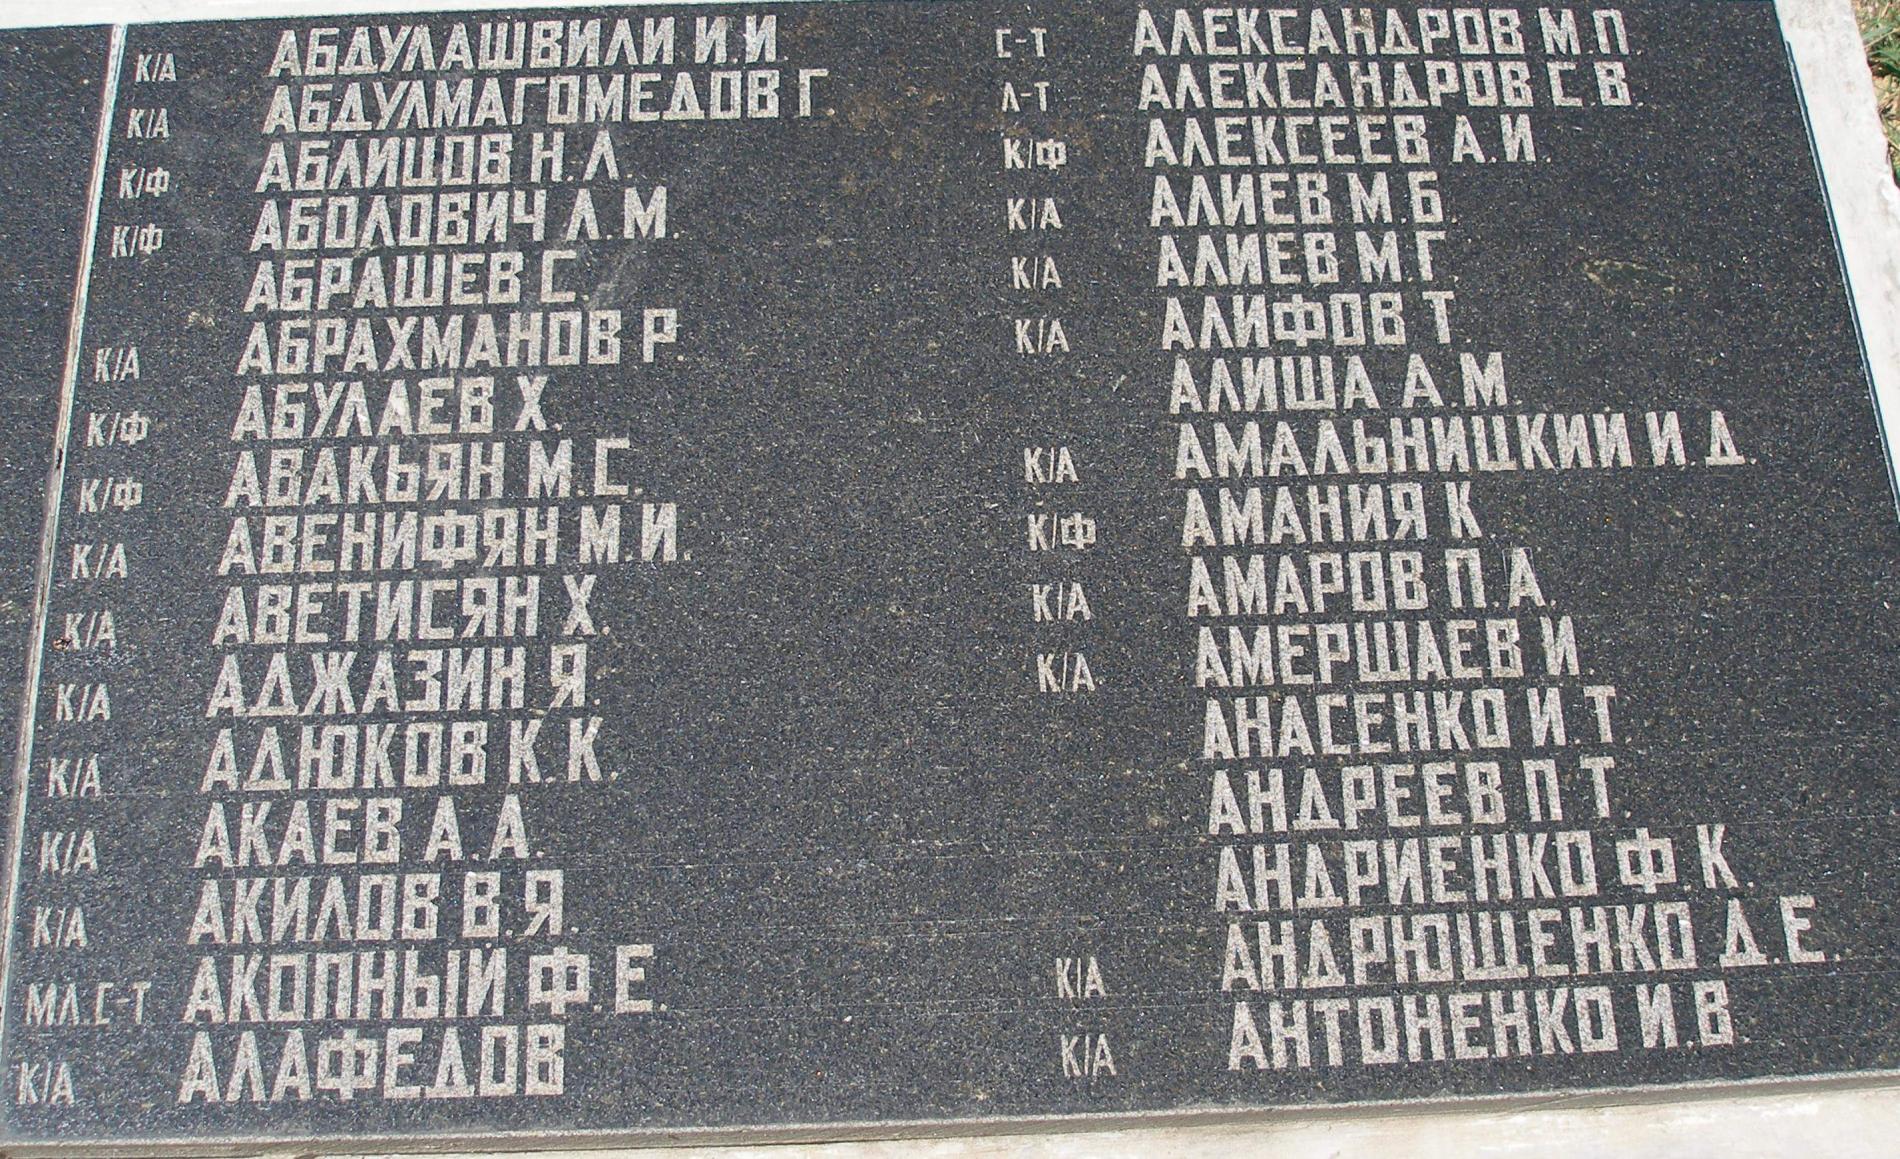 К/А АБДУЛАШВИЛИ И.И.
К/А АБДУЛМАГОМЕДОВ Г.
К/Ф АБЛИЦОВ Н.Л.
К/Ф АБОЛОВИЧ Л.М.
АБРАШЕВ С.
К/А АБРАХМАНОВ Р.
К/Ф АБУЛАЕВ Х.
К/Ф АВАКЬЯН М.С.
К/А АВЕНИФЯН М.И.
К/А АВЕТИСЯН Х.
К/А АДЖАЗИН Я.
К/А АДЮКОВ К.К.
К/А АКАЕВ А.А.
К/А АКИЛОВ В.Я.
МЛ.С-Т АКОПНЫЙ Ф.Е.
К/А АЛАФЕДОВ
С-Т АЛЕКСАНДРОВ М.П.
Л-Т АЛЕКСАНДРОВ С.В.
К/Ф АЛЕКСЕЕВ А.И.
К/А АЛИЕВ М.Б.
К/А АЛИЕВ М.Г.
К/А АЛИФОВ Т.
АЛИША А.М.
К/А АМАЛЬНИЦКИЙ И.Д.
К/Ф АМАНИЯ К.
К/А АМАРОВ П.А.
К/А. АМЕРШАЕВ И.
АНАСЕНКО И.Т.
АНДРЕЕВ П.Т.
АНДРИЕНКО Ф.К.
К/А АНДРЮЩЕНКО Д.Е.
К/А АНТОНЕНКО И.В.